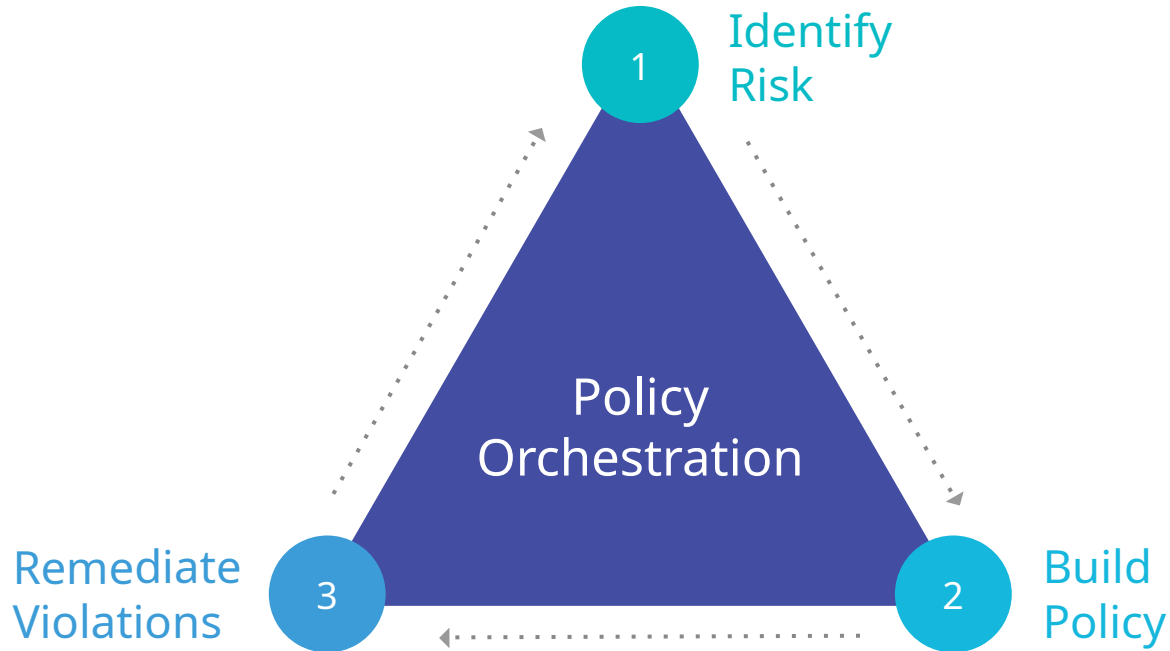 1
Identify
Risk
Policy
Orchestration
Remediate
Violations
3
2
Build
Policy